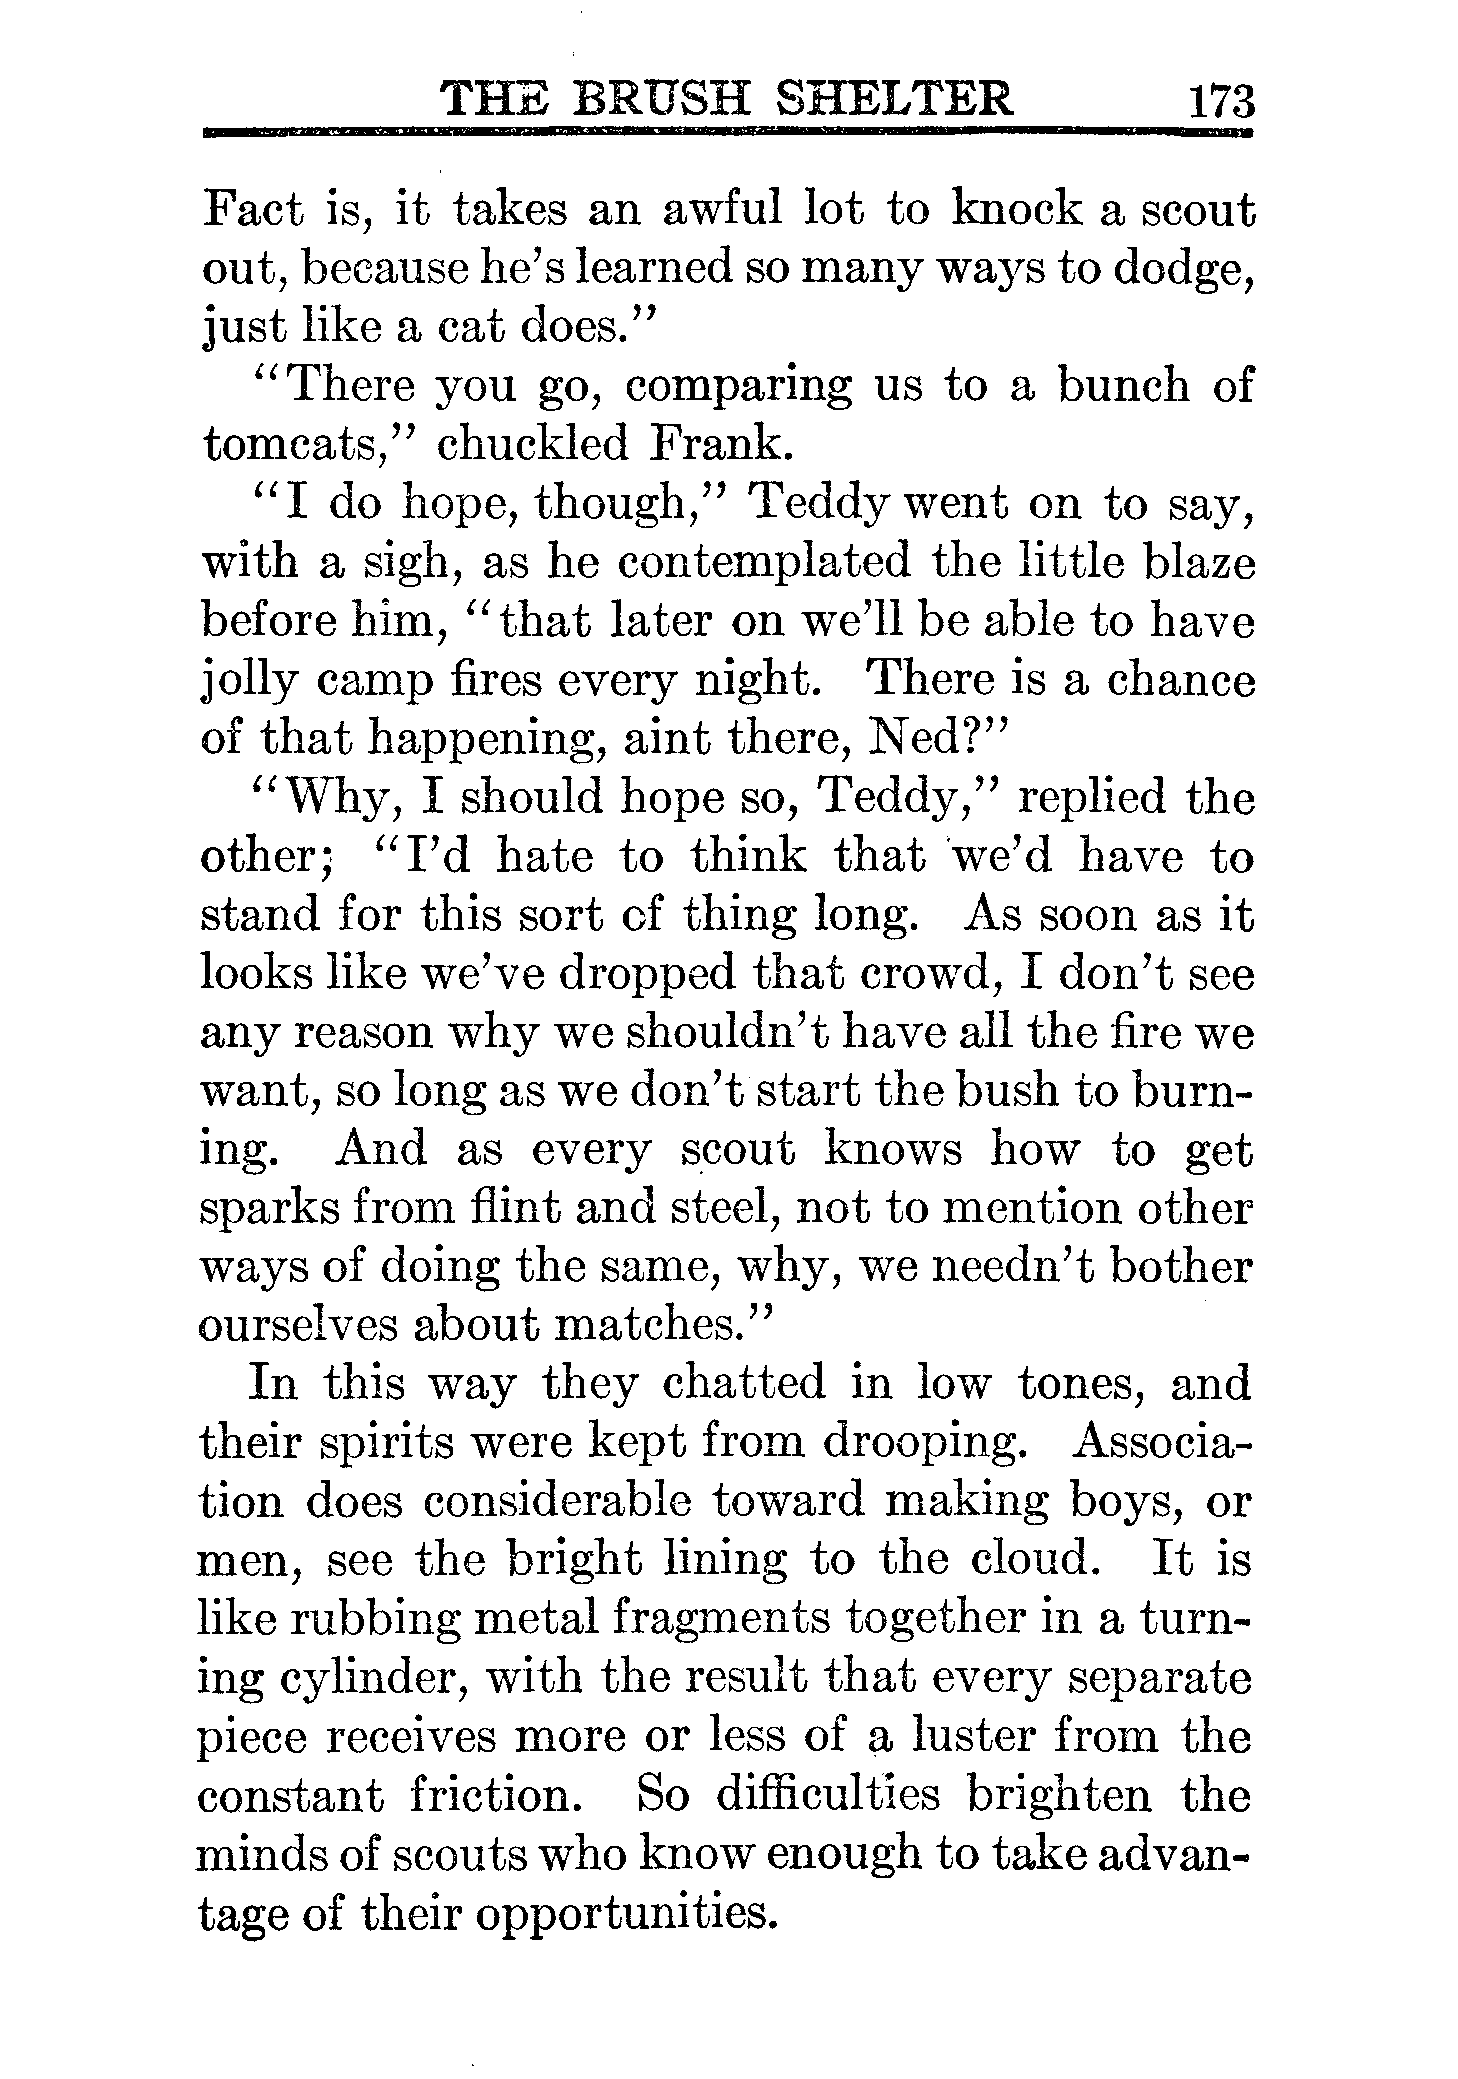 THE BRUSH SHELTER 173
Fact is, it takes an awful lot to knock a scout
out, because he's learned so many ways to dodge,
just like a cat does."
"There you go, comparing us to a bunch of
tomcats," chuckled Frank.
"I do hope, though," Teddy went on to say,
with a sigh, as he contemplated the little blaze
before him, "that later on we'll be able to have
jolly camp fires every night. There is a chance
of that happening, aint there, Ned?"
"Why, I should hope so, Teddy," replied the
other; "I'd hate to think that we'd have to
stand for this sort of thing long. As soon as it
looks like we've dropped that crowd, I don't see
any reason why we shouldn't have all the fire we
want, so long as we don't start the bush to burn-
ing. And as every scout knows how to get
sparks from flint and steel, not to mention other
ways of doing the same, why, we needn't bother
ourselves about matches."
In this way they chatted in low tones, and
their spirits were kept from drooping. Associa-
tion does considerable toward making boys, or
men, see the bright lining to the cloud. It is
like rubbing metal fragments together in a turn-
ing cylinder, with the result that every separate
piece receives more or less of a luster from the
constant friction. So difficulties brighten the
minds of scouts who know enough to take advan-
tage of their opportunities.